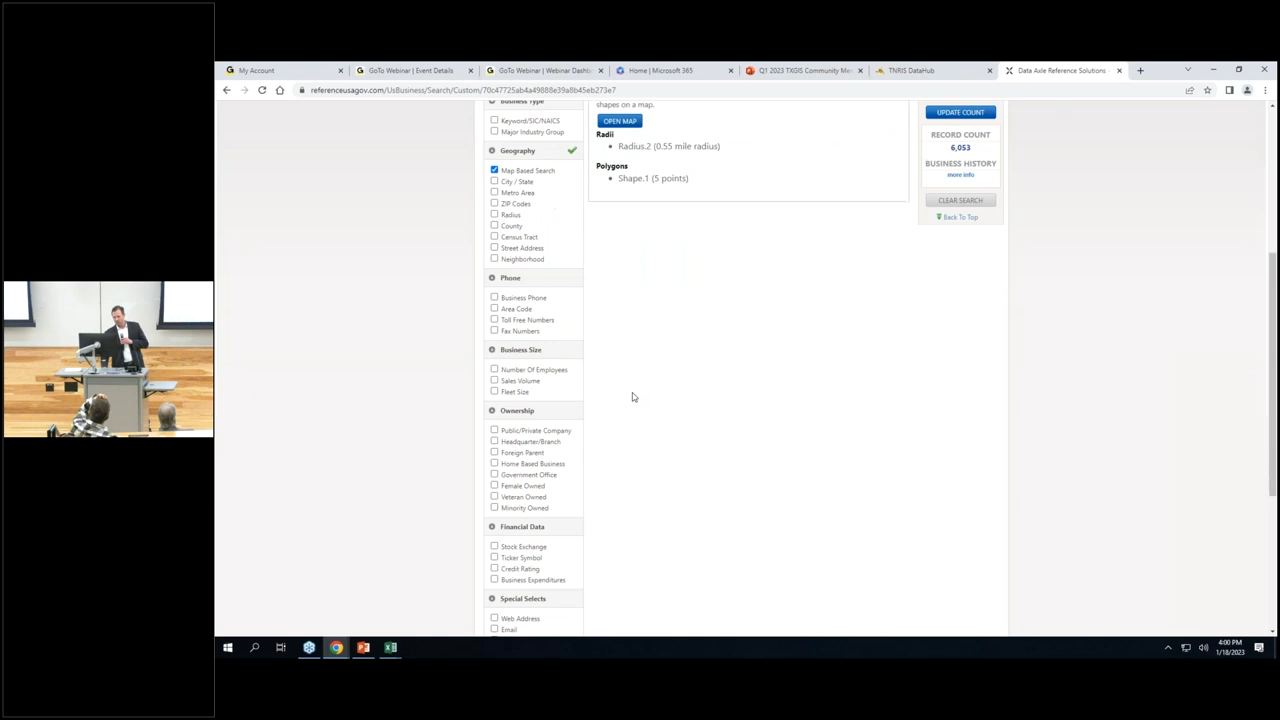 My Account
GoTo Webinar | Event Details
GoTo Webinar | Webinar Dashb
Home | Microsoft 365
Q1 2023 TXGIS Community Me
TNRIS DataHub
Data Axle Reference Solutions
referenceusagov.com/UsBusiness/Search/Custom/70c47725ab4a49888e39a8b45eb273e7
Business Type
Keyword/SIC/NAICS
Major Industry Group
Geography
Map Based Search
City / State
Metro Area
ZIP Codes
Radius
County
Census Tract
Street Address
Neighborhood
Phone
Business Phone
Area Code
Toll Free Numbers
Fax Numbers
Business Size
Number Of Employees
Sales Volume
Fleet Size
Ownership
Public/Private Company
Headquarter/Branch
Foreign Parent
Home Based Business
Government Office
Female Owned
Veteran Owned
Minority Owned
Financial Data
Stock Exchange
Ticker Symbol
Credit Rating
Business Expenditures
Special Selects
Web Address
Email
shapes on a map.
OPEN MAP
Radii
• Radius.2 (0.55 mile radius)
Polygons
• Shape.1 (5 points)
UPDATE COUNT
RECORD COUNT
6,053
BUSINESS HISTORY
more info
CLEAR SEARCH
Back To Top
4:00 PM
1/18/2023